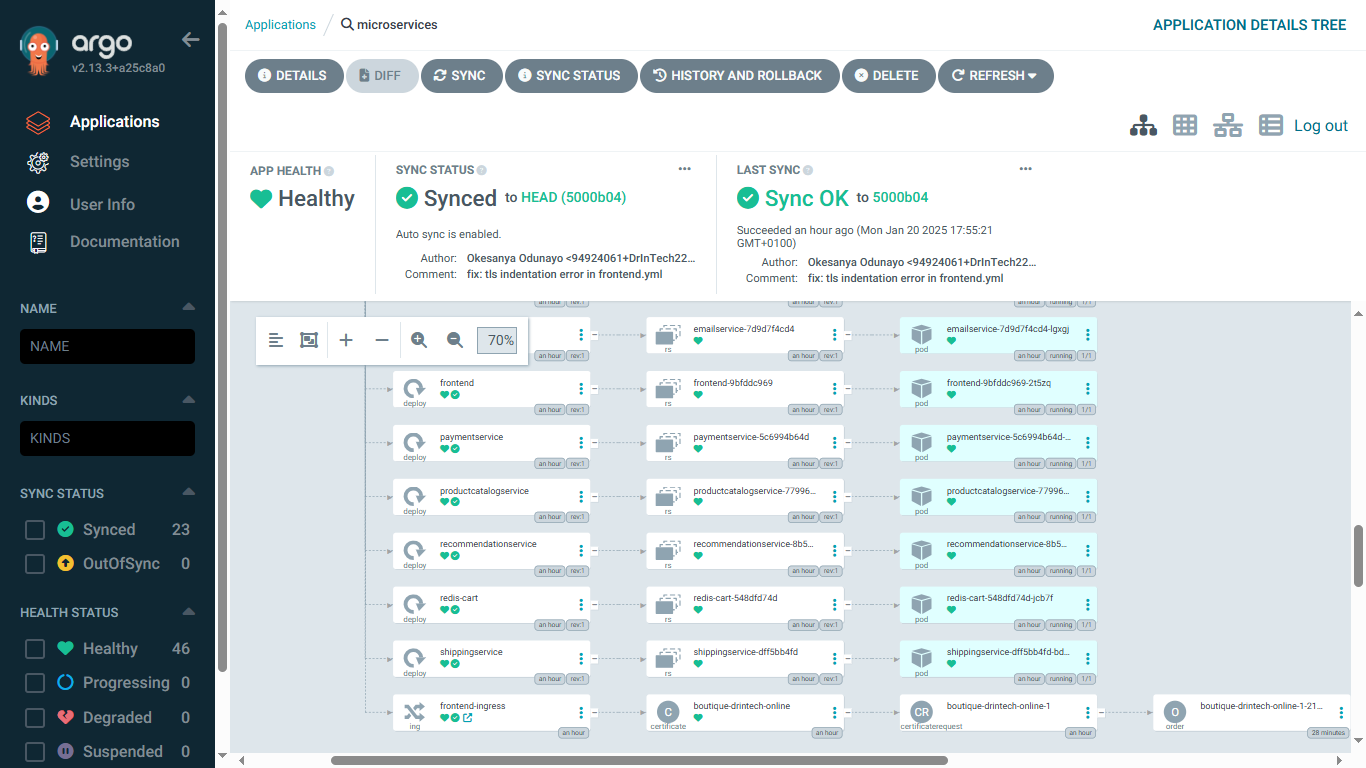 argo
v2.13.3+a25c8a0
Applications
Settings
User Info
Documentation
NAME
NAME
KINDS
KINDS
SYNC STATUS
Synced 23
OutOfSync 0
HEALTH STATUS
Healthy 46
Progressing 0
Degraded 0
Suspended 0
Applications / microservices
APPLICATION DETAILS TREE
DETAILS DIFF SYNC SYNC STATUS HISTORY AND ROLLBACK DELETE REFRESH
Log out
APP HEALTH
Healthy
SYNC STATUS
Synced to HEAD (5000b04)
Auto sync is enabled.
Author: Okesanya Odunayo <94924061+DrInTech22...
Comment: fix: tls indentation error in frontend.yml
LAST SYNC
Sync OK to 5000b04
Succeeded an hour ago (Mon Jan 20 2025 17:55:21
GMT+0100)
Author: Okesanya Odunayo <94924061+DrInTech22...
Comment: fix: tls indentation error in frontend.yml
an hour rev:1 an hour rev:1 an hour running 1/1
70%
emailservice-7d9d7f4cd4 emailservice-7d9d7f4cd4-lgxgj
rs pod
an hour rev:1 an hour rev:1 an hour running 1/1
frontend frontend-9bfddc969 frontend-9bfddc969-2t5zq
deploy rs pod
an hour rev:1 an hour rev:1 an hour running 1/1
paymentservice paymentservice-5c6994b64d paymentservice-5c6994b64d-...
deploy rs pod
an hour rev:1 an hour rev:1 an hour running 1/1
productcatalogservice productcatalogservice-77996... productcatalogservice-77996...
deploy rs pod
an hour rev:1 an hour rev:1 an hour running 1/1
recommendationservice recommendationservice-8b5... recommendationservice-8b5...
deploy rs pod
an hour rev:1 an hour rev:1 an hour running 1/1
redis-cart redis-cart-548dfd74d redis-cart-548dfd74d-jcb7f
deploy rs pod
an hour rev:1 an hour rev:1 an hour running 1/1
shippingservice shippingservice-dff5bb4fd shippingservice-dff5bb4fd-bd...
deploy rs pod
an hour rev:1 an hour rev:1 an hour running 1/1
frontend-ingress boutique-drintech-online boutique-drintech-online-1 boutique-drintech-online-1-21...
C CR O
ing certificate certificaterequest order
an hour an hour an hour 28 minutes